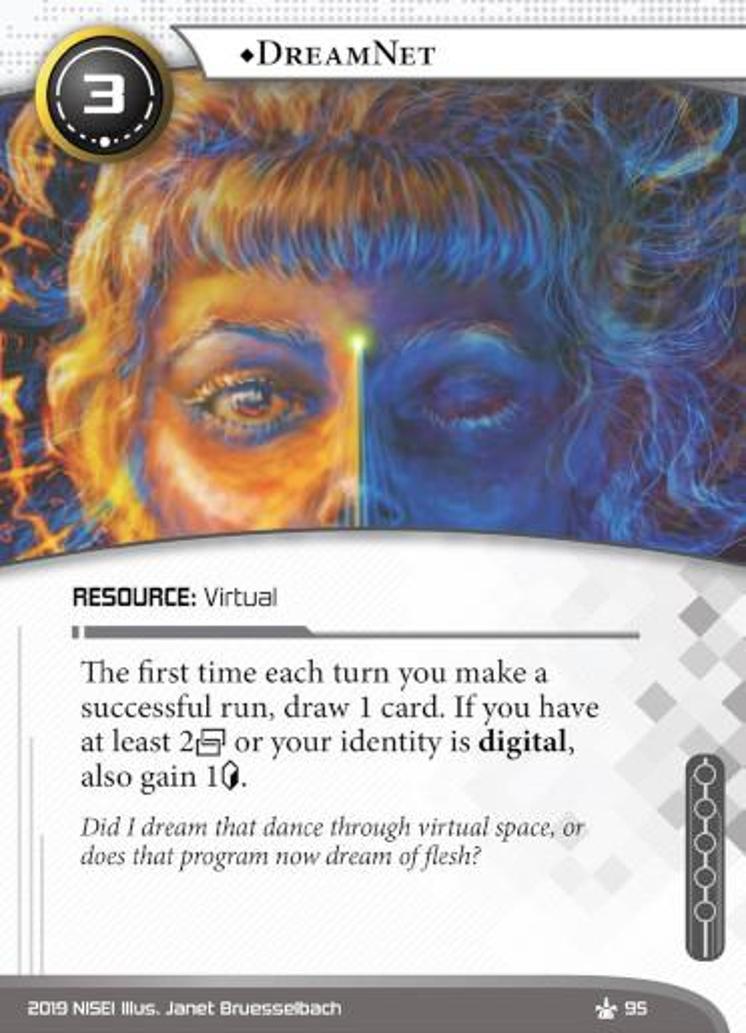 3
◆DREAMNET
RESOURCE: Virtual
The first time each turn you make a
successful run, draw 1 card. If you have
at least 2 or your identity is digital,
also gain 1.
Did I dream that dance through virtual space, or
does that program now dream of flesh?
2019 NISEI Illus. Janet Bruesselbach 95